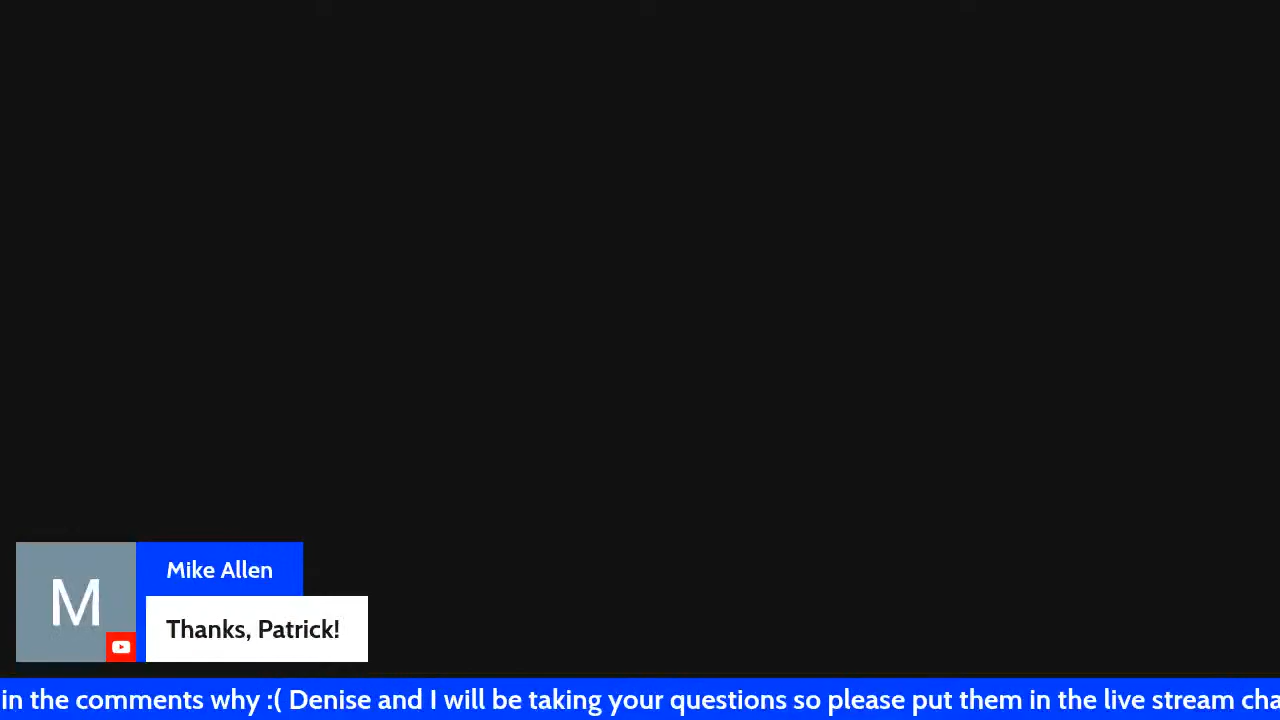 M
Mike Allen
Thanks, Patrick!
in the comments why :( Denise and I will be taking your questions so please put them in the live stream cha